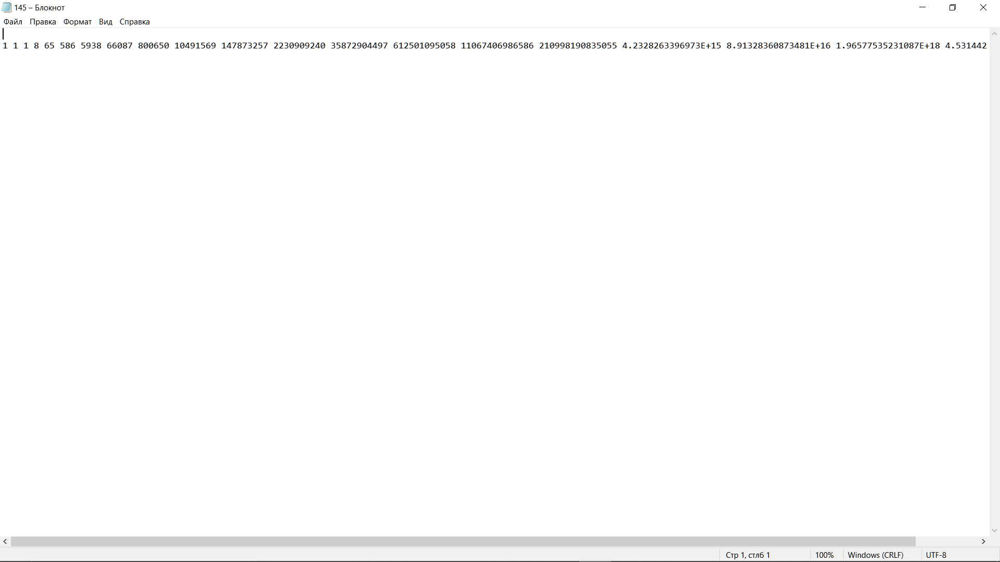 145 – Блокнот
Файл Правка Формат Вид Справка
1 1 1 8 65 586 5938 66087 800650 10491569 147873257 2230909240 35872904497 612501095058 11067406986586 210998190835055 4.2328263396973E+15 8.91328360873481E+16 1.96577535231087E+18 4.531442
Стр 1, стлб 1 100% Windows (CRLF) UTF-8